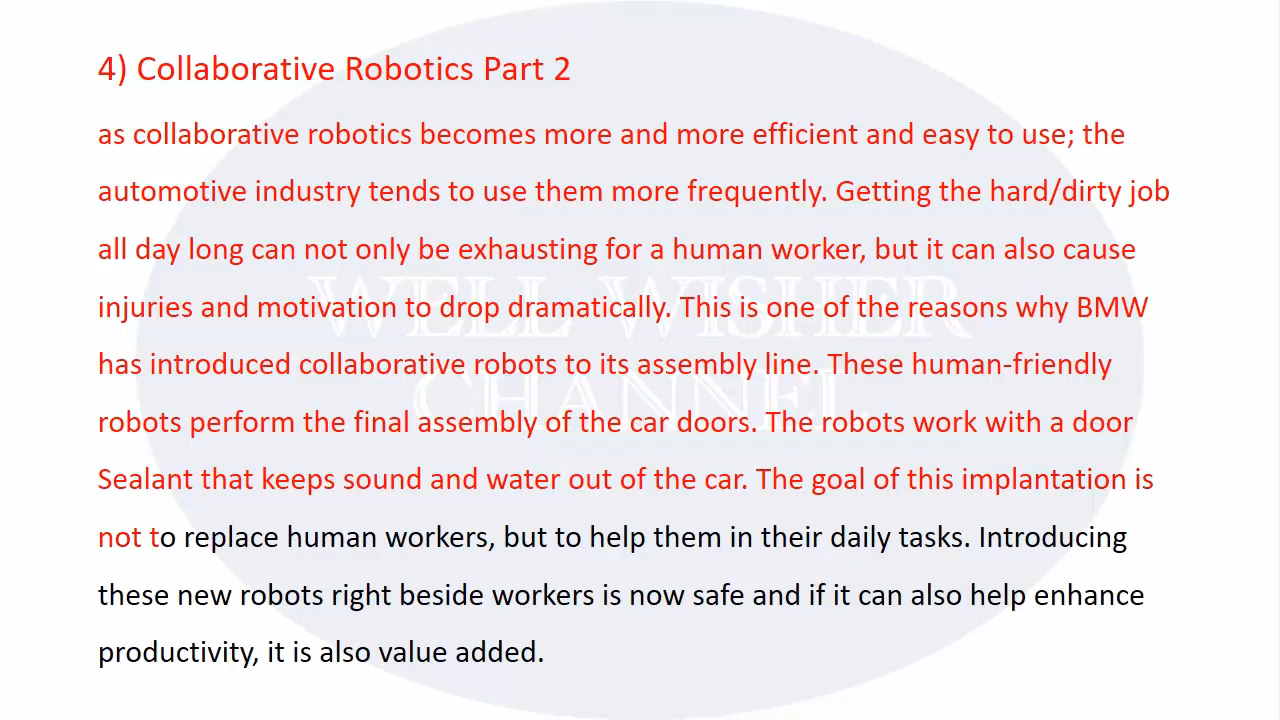 4) Collaborative Robotics Part 2
as collaborative robotics becomes more and more efficient and easy to use; the
automotive industry tends to use them more frequently. Getting the hard/dirty job
all day long can not only be exhausting for a human worker, but it can also cause
injuries and motivation to drop dramatically. This is one of the reasons why BMW
has introduced collaborative robots to its assembly line. These human-friendly
robots perform the final assembly of the car doors. The robots work with a door
Sealant that keeps sound and water out of the car. The goal of this implantation is
not to replace human workers, but to help them in their daily tasks. Introducing
these new robots right beside workers is now safe and if it can also help enhance
productivity, it is also value added.
WELL WISHER
CHANNEL